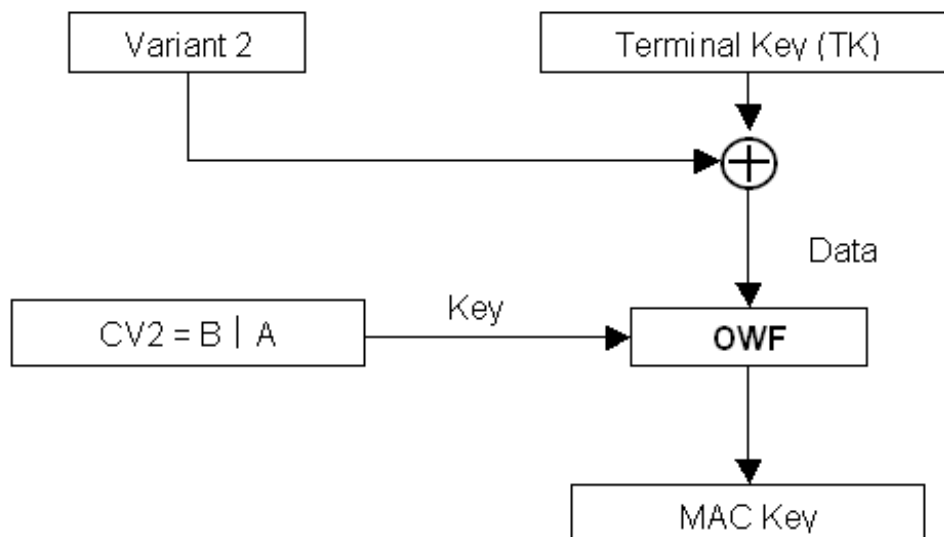 Variant 2
Terminal Key (TK)
Data
Key
CV2 = B | A
OWF
MAC Key